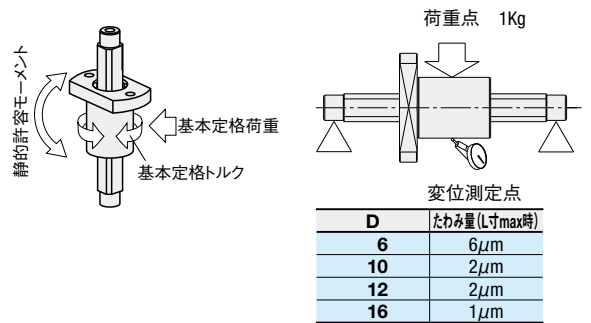 静的許容モーメント
基本定格荷重
基本定格トルク
荷重点 1Kg
変位測定点
D たわみ量(L寸max時)
6 6μm
10 2μm
12 2μm
16 1μm